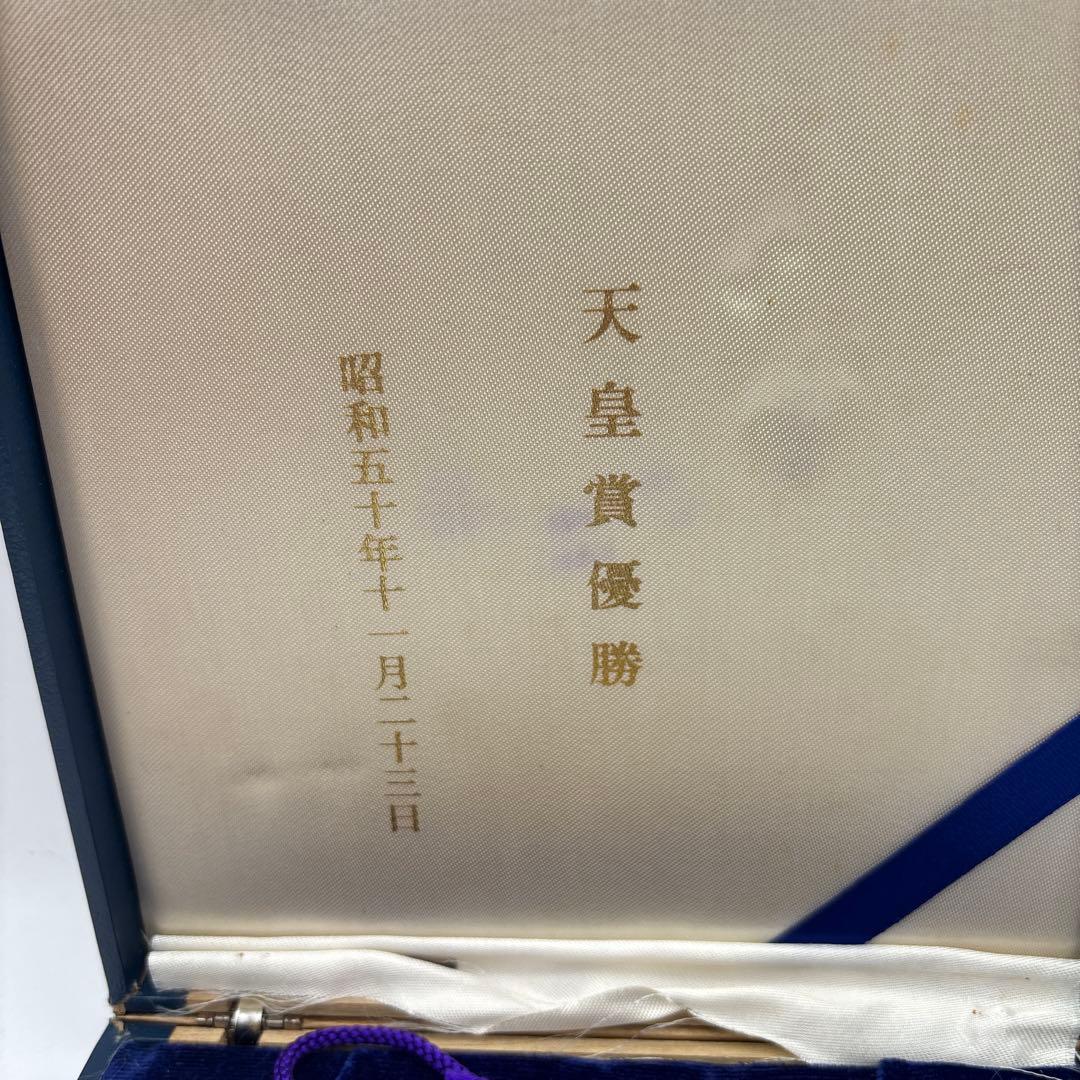 天皇賞優勝
昭和五十年十一月二十三日